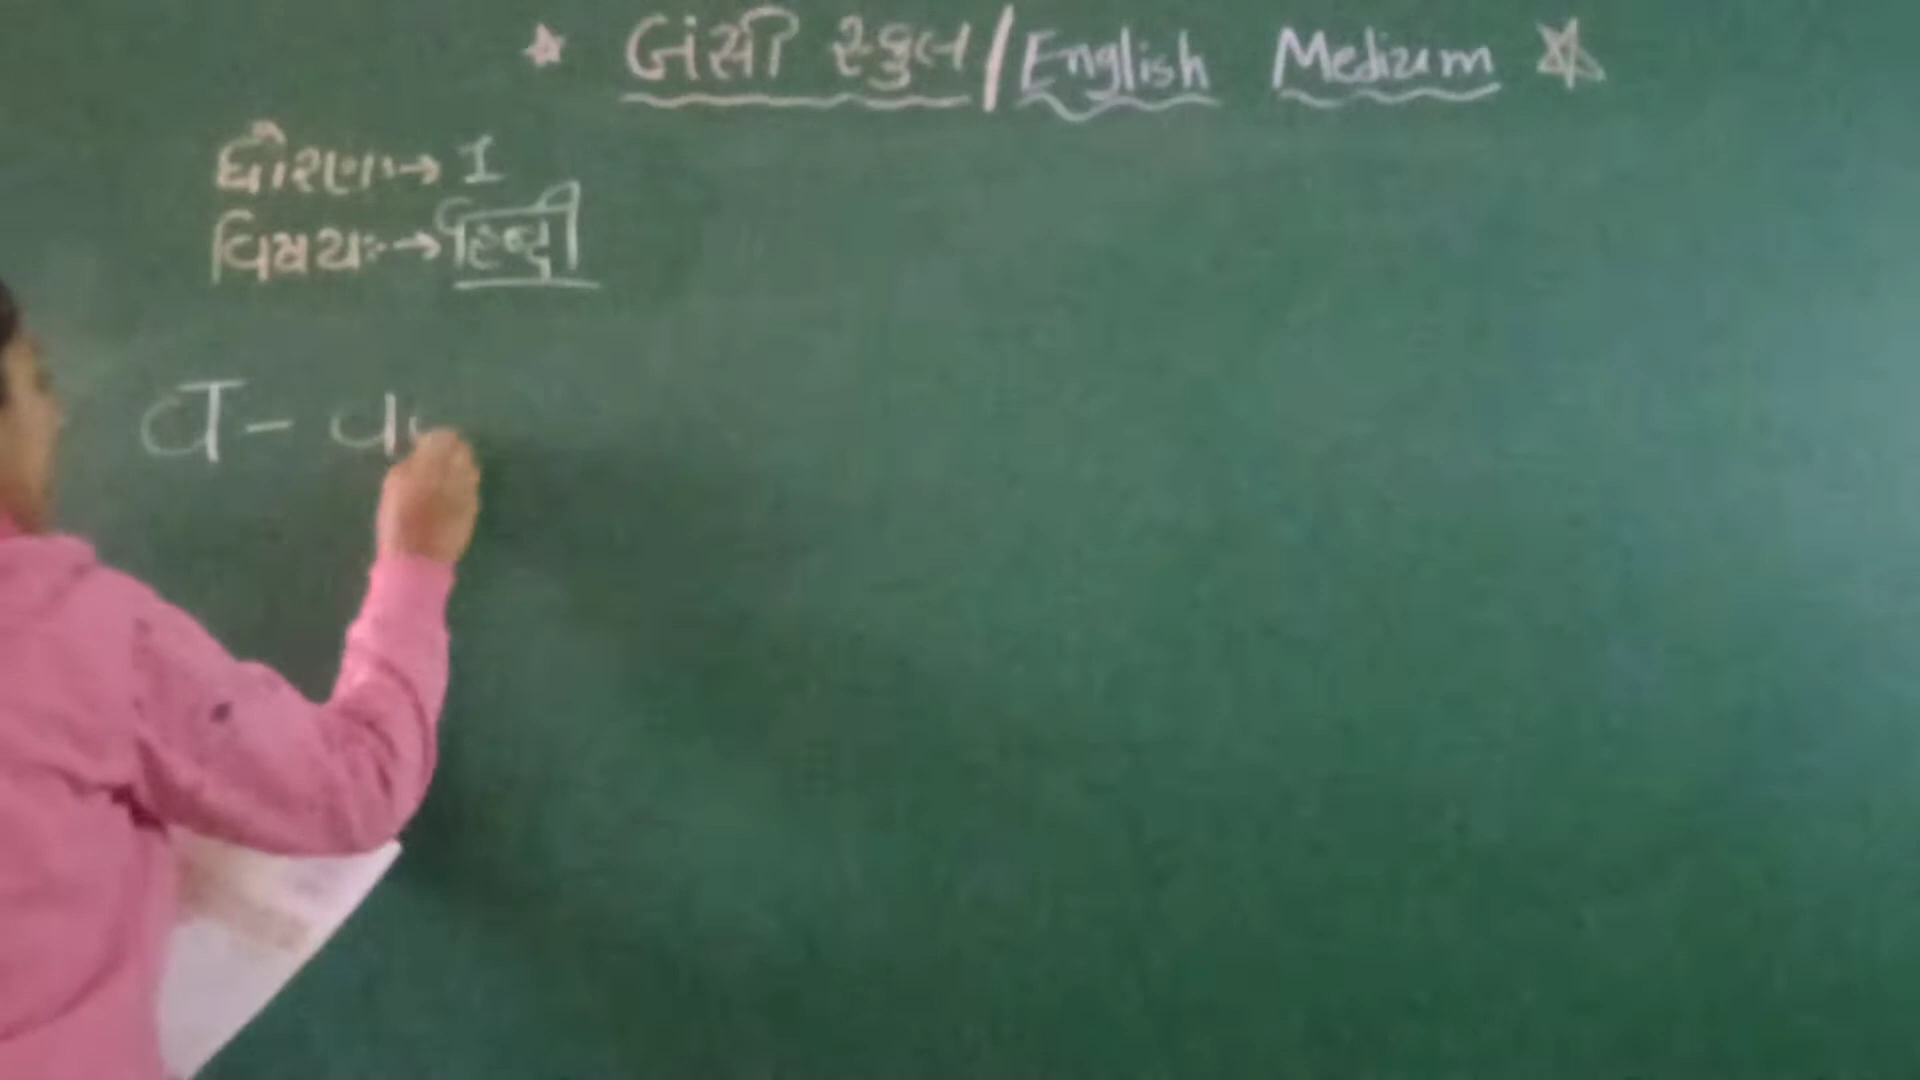 ★ બંસી સ્કુલ / English Medium ★
ધોરણઃ→ I
વિષયઃ→ हिन्दी
व -